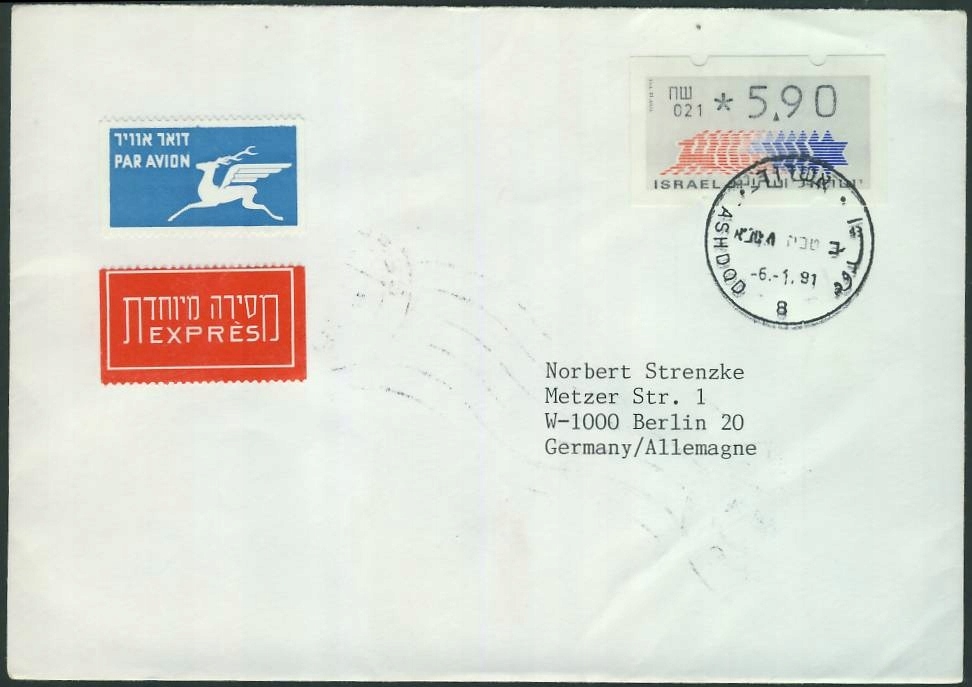 דואר אוויר
PAR AVION
מסירה מיוחדת
EXPRÈS
שח
021 * 5.90
ISRAEL
ASHDOD
-6.-1.91
8
Norbert Strenzke
Metzer Str. 1
W-1000 Berlin 20
Germany/Allemagne